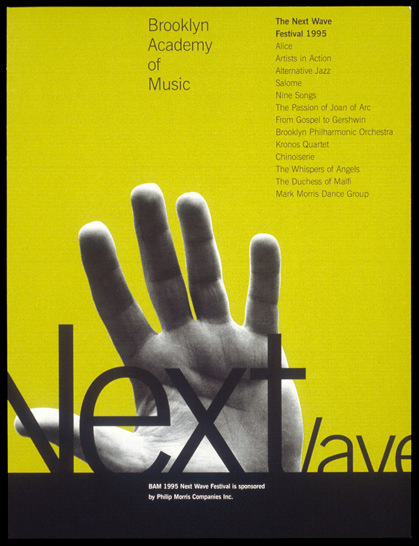 Brooklyn
Academy
of
Music
The Next Wave
Festival 1995
Alice
Artists in Action
Alternative Jazz
Salome
Nine Songs
The Passion of Joan of Arc
From Gospel to Gershwin
Brooklyn Philharmonic Orchestra
Kronos Quartet
Chinoiserie
The Whispers of Angels
The Duchess of Malfi
Mark Morris Dance Group
Next
Wave
BAM 1995 Next Wave Festival is sponsored
by Philip Morris Companies Inc.